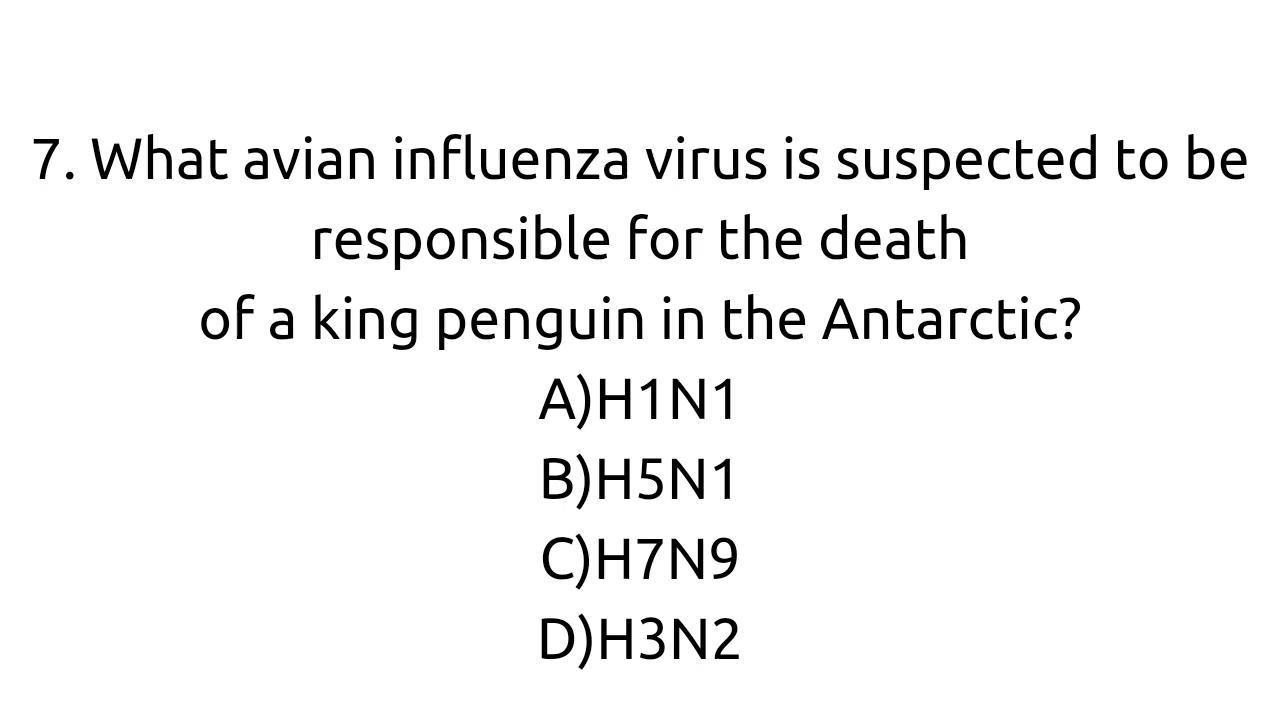 7. What avian influenza virus is suspected to be
responsible for the death
of a king penguin in the Antarctic?
A)H1N1
B)H5N1
C)H7N9
D)H3N2